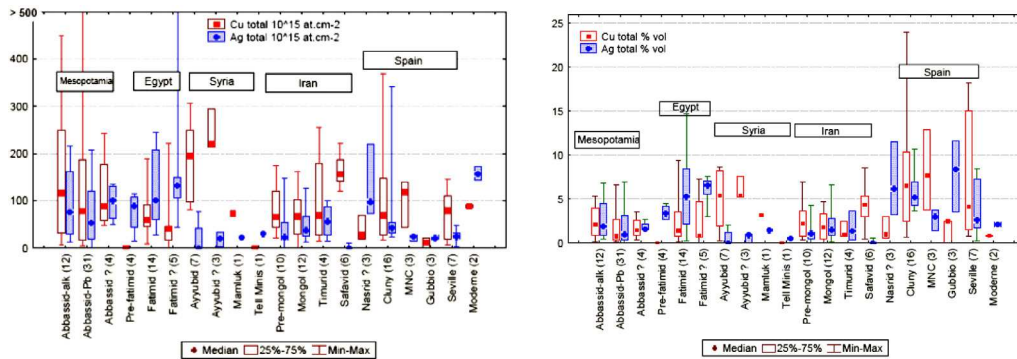 > 500
400
300
200
100
0
Cu total 10^15 at.cm-2
Ag total 10^15 at.cm-2
Mesopotamia
Egypt
Syria
Iran
Spain
Abbassid-alk (12)
Abbassid-Pb (31)
Abbassid ? (4)
Pre-fatimid (4)
Fatimid (14)
Fatimid ? (5)
Ayyubid (7)
Ayyubid ? (3)
Mamluk (1)
Tell Minis (1)
Pre-mongol (10)
Mongol (12)
Timurid (4)
Safavid (6)
Nasrid ? (3)
Cluny (16)
MNC (3)
Gubbio (3)
Seville (7)
Moderne (2)
Median
25%-75%
Min-Max
25
20
15
10
5
0
Cu total % vol
Ag total % vol
Mesopotamia
Egypt
Syria
Iran
Spain
Abbassid-alk (12)
Abbassid-Pb (31)
Abbassid ? (4)
Pre-fatimid (4)
Fatimid (14)
Fatimid ? (5)
Ayyubid (7)
Ayyubid ? (3)
Mamluk (1)
Tell Minis (1)
Pre-mongol (10)
Mongol (12)
Timurid (4)
Safavid (6)
Nasrid ? (3)
Cluny (16)
MNC (3)
Gubbio (3)
Seville (7)
Moderne (2)
Median
25%-75%
Min-Max